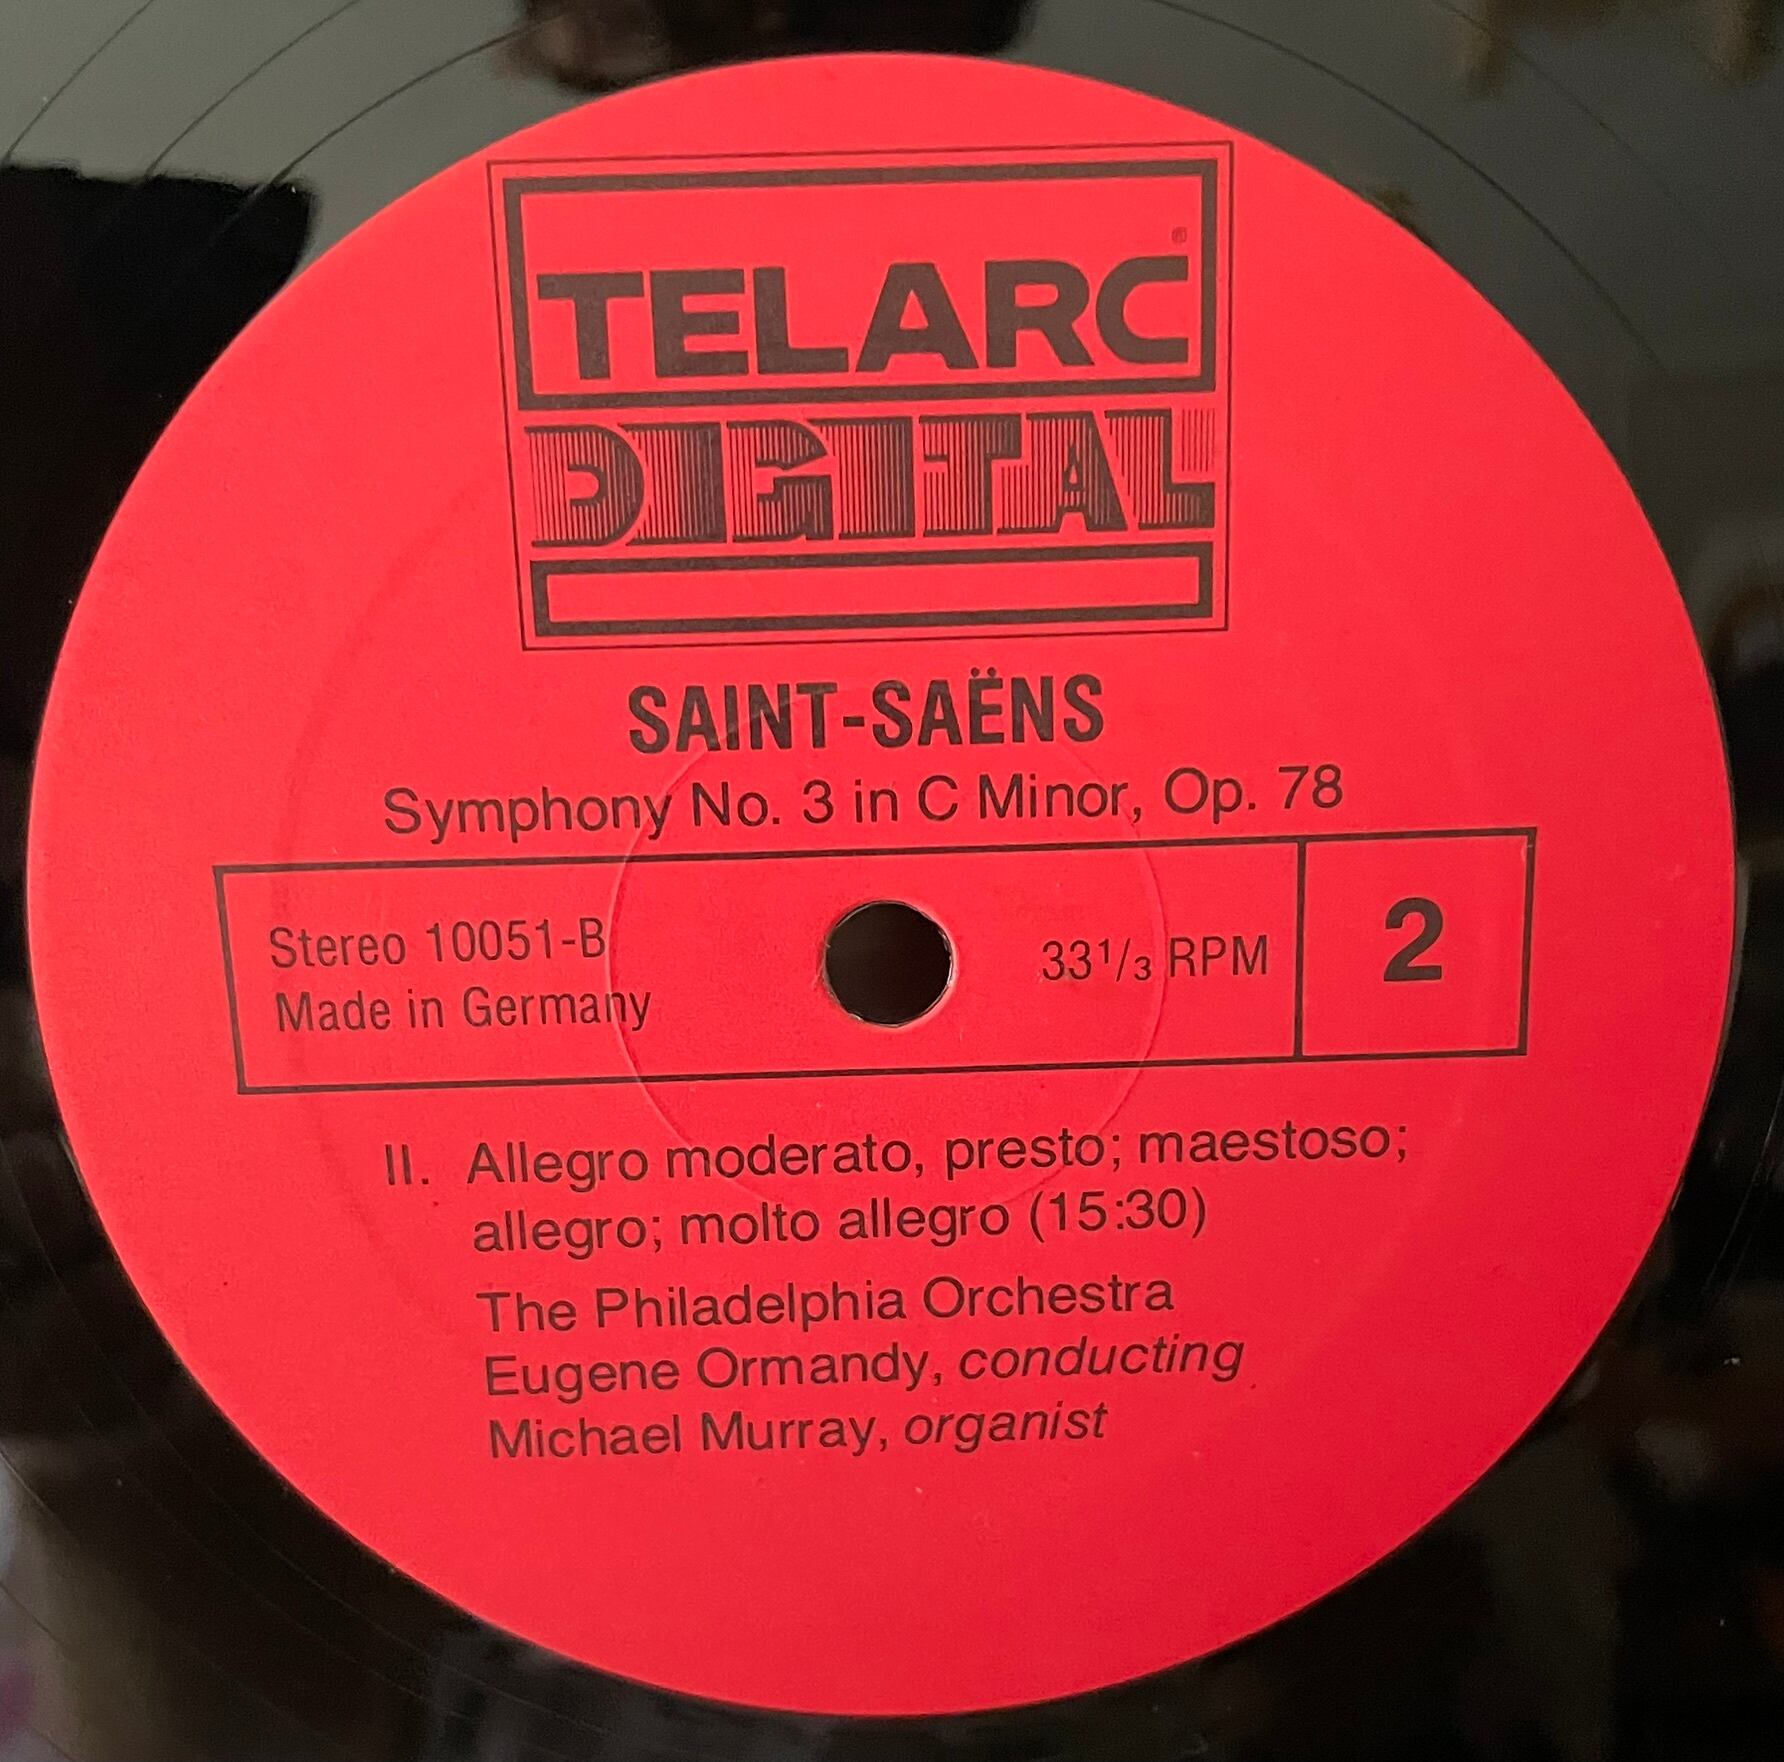 TELARC®
DIGITAL
SAINT-SAËNS
Symphony No. 3 in C Minor, Op. 78
Stereo 10051-B
Made in Germany
33¹/₃ RPM
2
II. Allegro moderato, presto; maestoso;
allegro; molto allegro (15:30)
The Philadelphia Orchestra
Eugene Ormandy, conducting
Michael Murray, organist